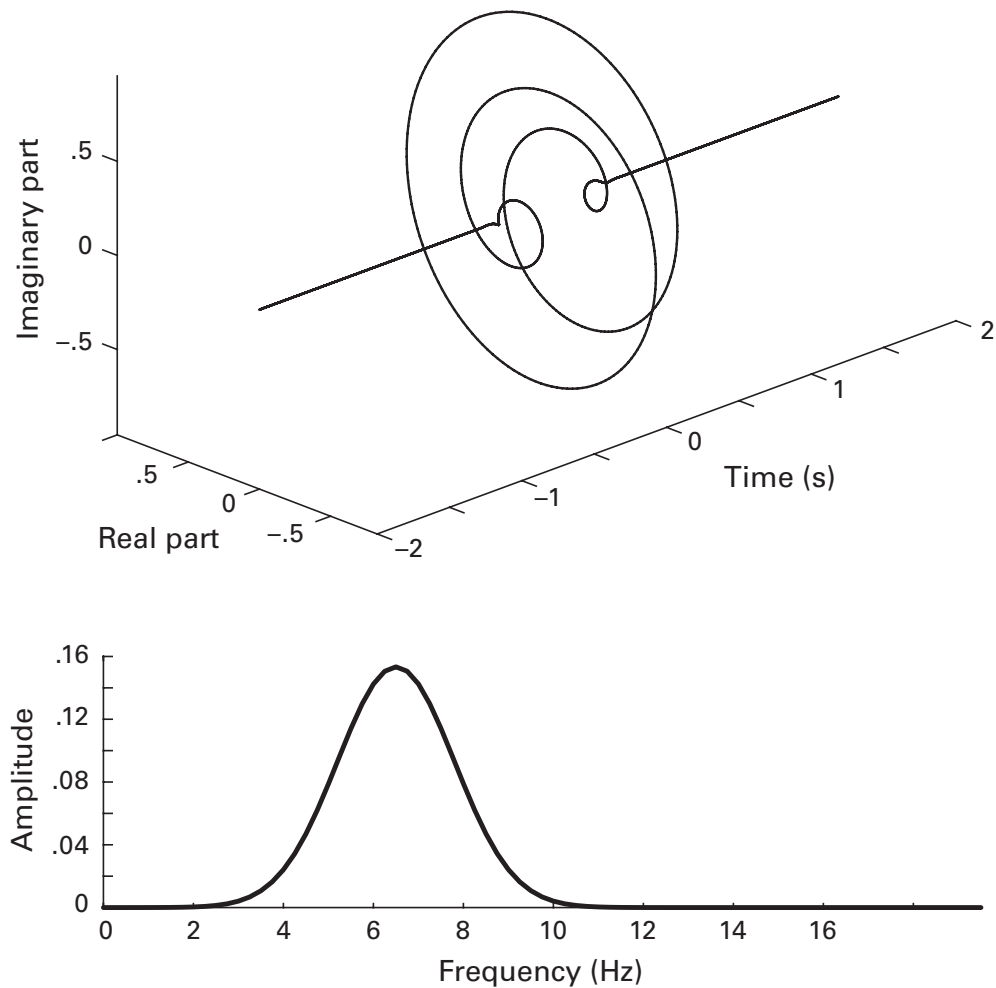 Imaginary part
.5
0
–.5
.5
0
–.5
Real part
–2
–1
0
1
2
Time (s)
Amplitude
.16
.12
.08
.04
0
0 2 4 6 8 10 12 14 16
Frequency (Hz)